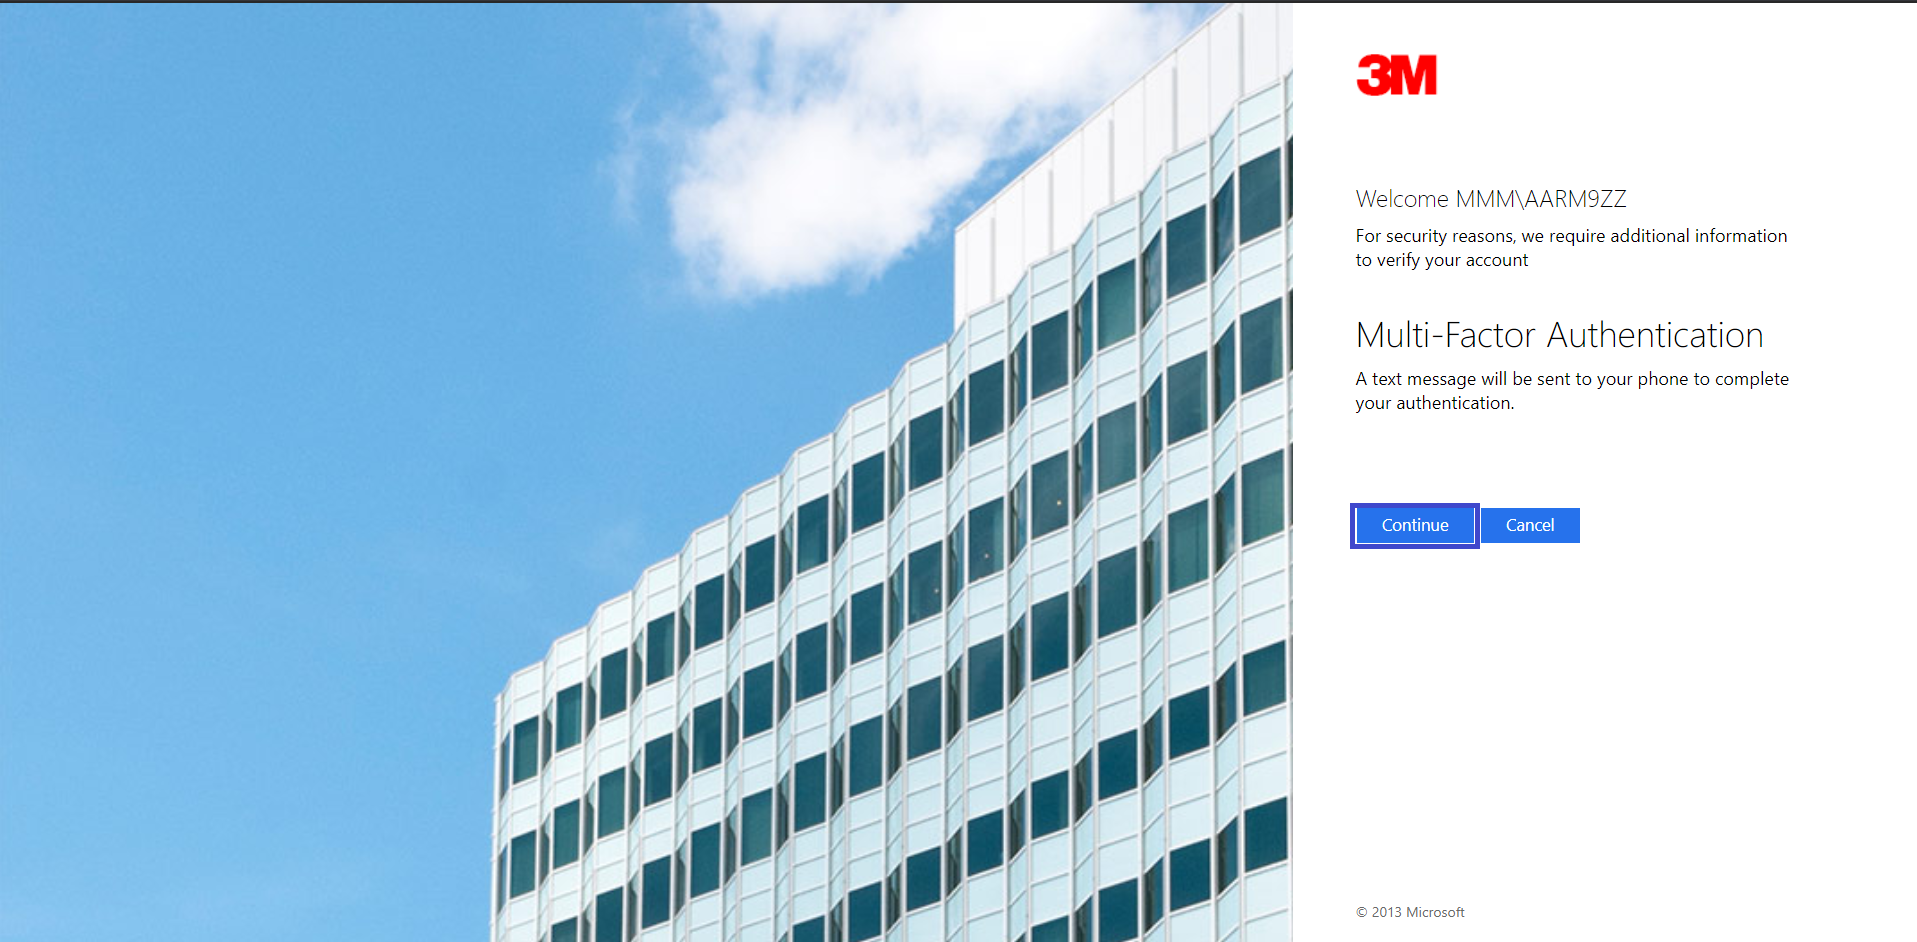 3M
Welcome MMM\AARM9ZZ
For security reasons, we require additional information
to verify your account
Multi-Factor Authentication
A text message will be sent to your phone to complete
your authentication.
Continue Cancel
© 2013 Microsoft